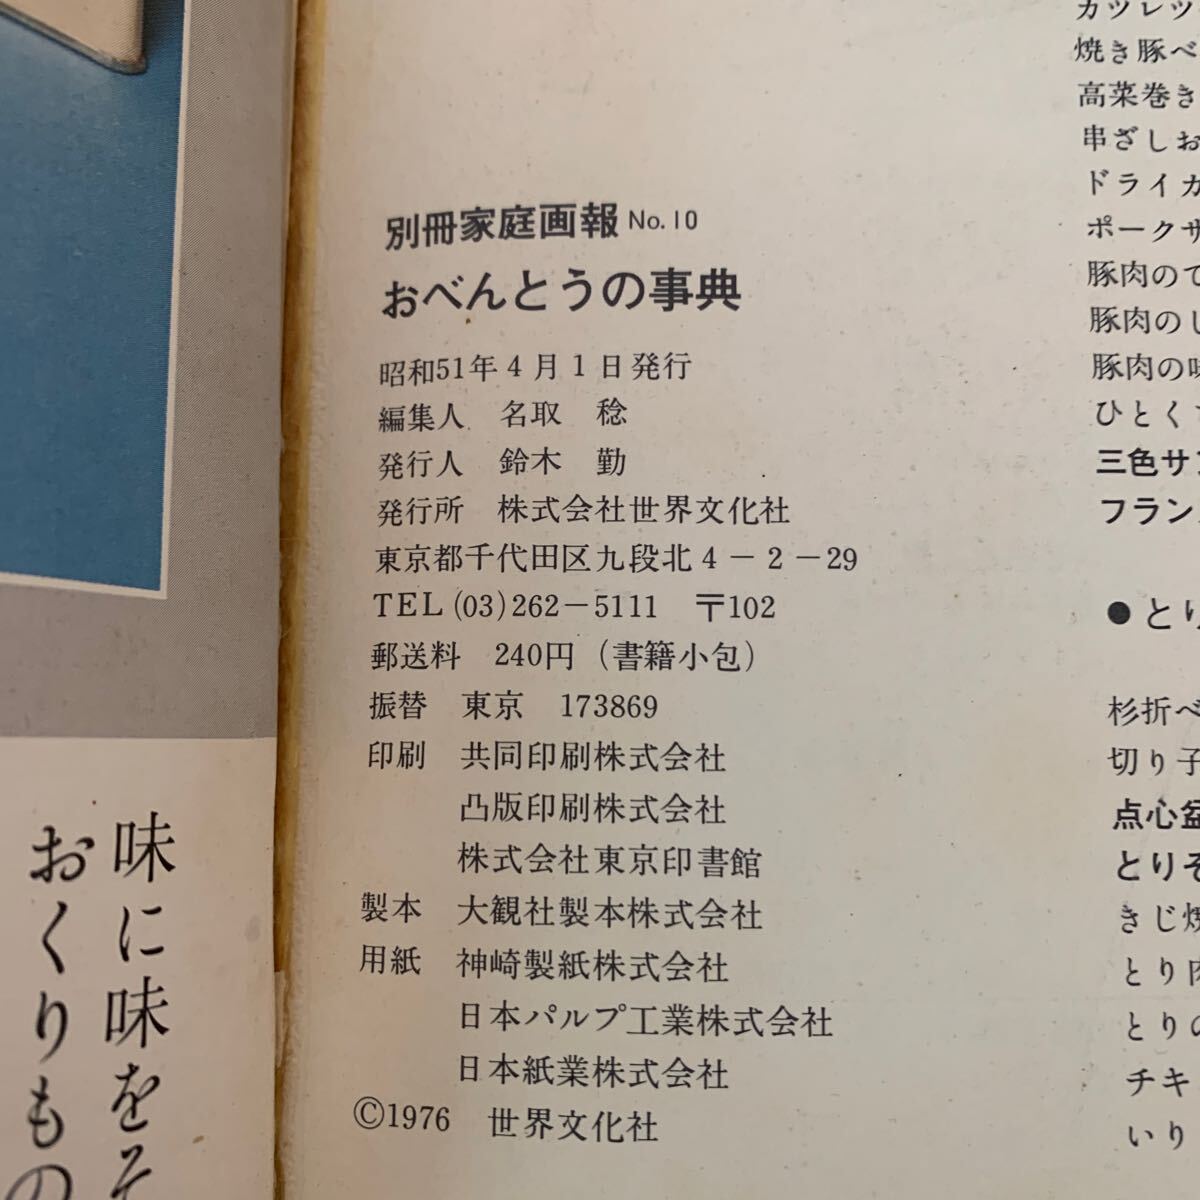 別冊家庭画報 No.10
おべんとうの事典
昭和51年4月1日発行
編集人 名取 稔
発行人 鈴木 勤
発行所 株式会社世界文化社
東京都千代田区九段北4-2-29
TEL(03)262-5111 〒102
郵送料 240円(書籍小包)
振替 東京 173869
印刷 共同印刷株式会社
凸版印刷株式会社
株式会社東京印書館
製本 大観社製本株式会社
用紙 神崎製紙株式会社
日本パルプ工業株式会社
日本紙業株式会社
©1976 世界文化社
カツレツ
焼き豚べ
高菜巻き
串ざしお
ドライカ
ポークサ
豚肉のて
豚肉のし
豚肉の味
ひとく
三色サン
フラン
●とり
杉折べ
切り子
点心盆
とりそ
きじ焼
とり肉
とりの
チキ
いり
味に味をそ
おくりもの